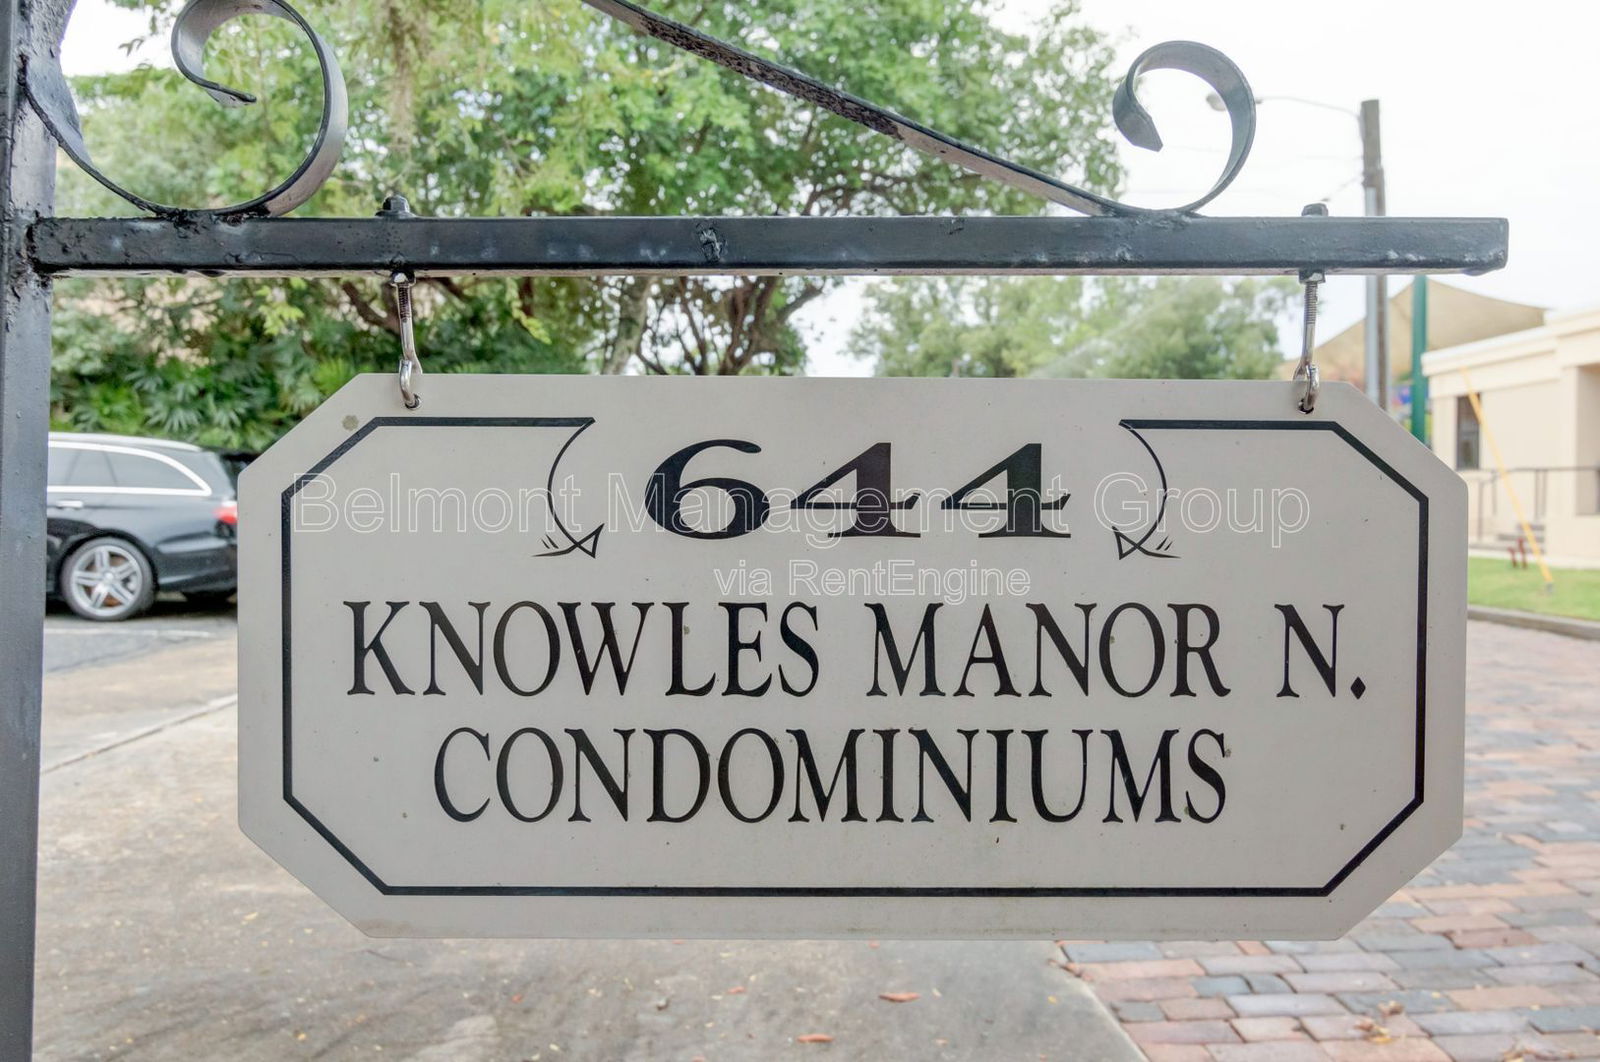 644
Belmont Management Group
via RentEngine
KNOWLES MANOR N.
CONDOMINIUMS